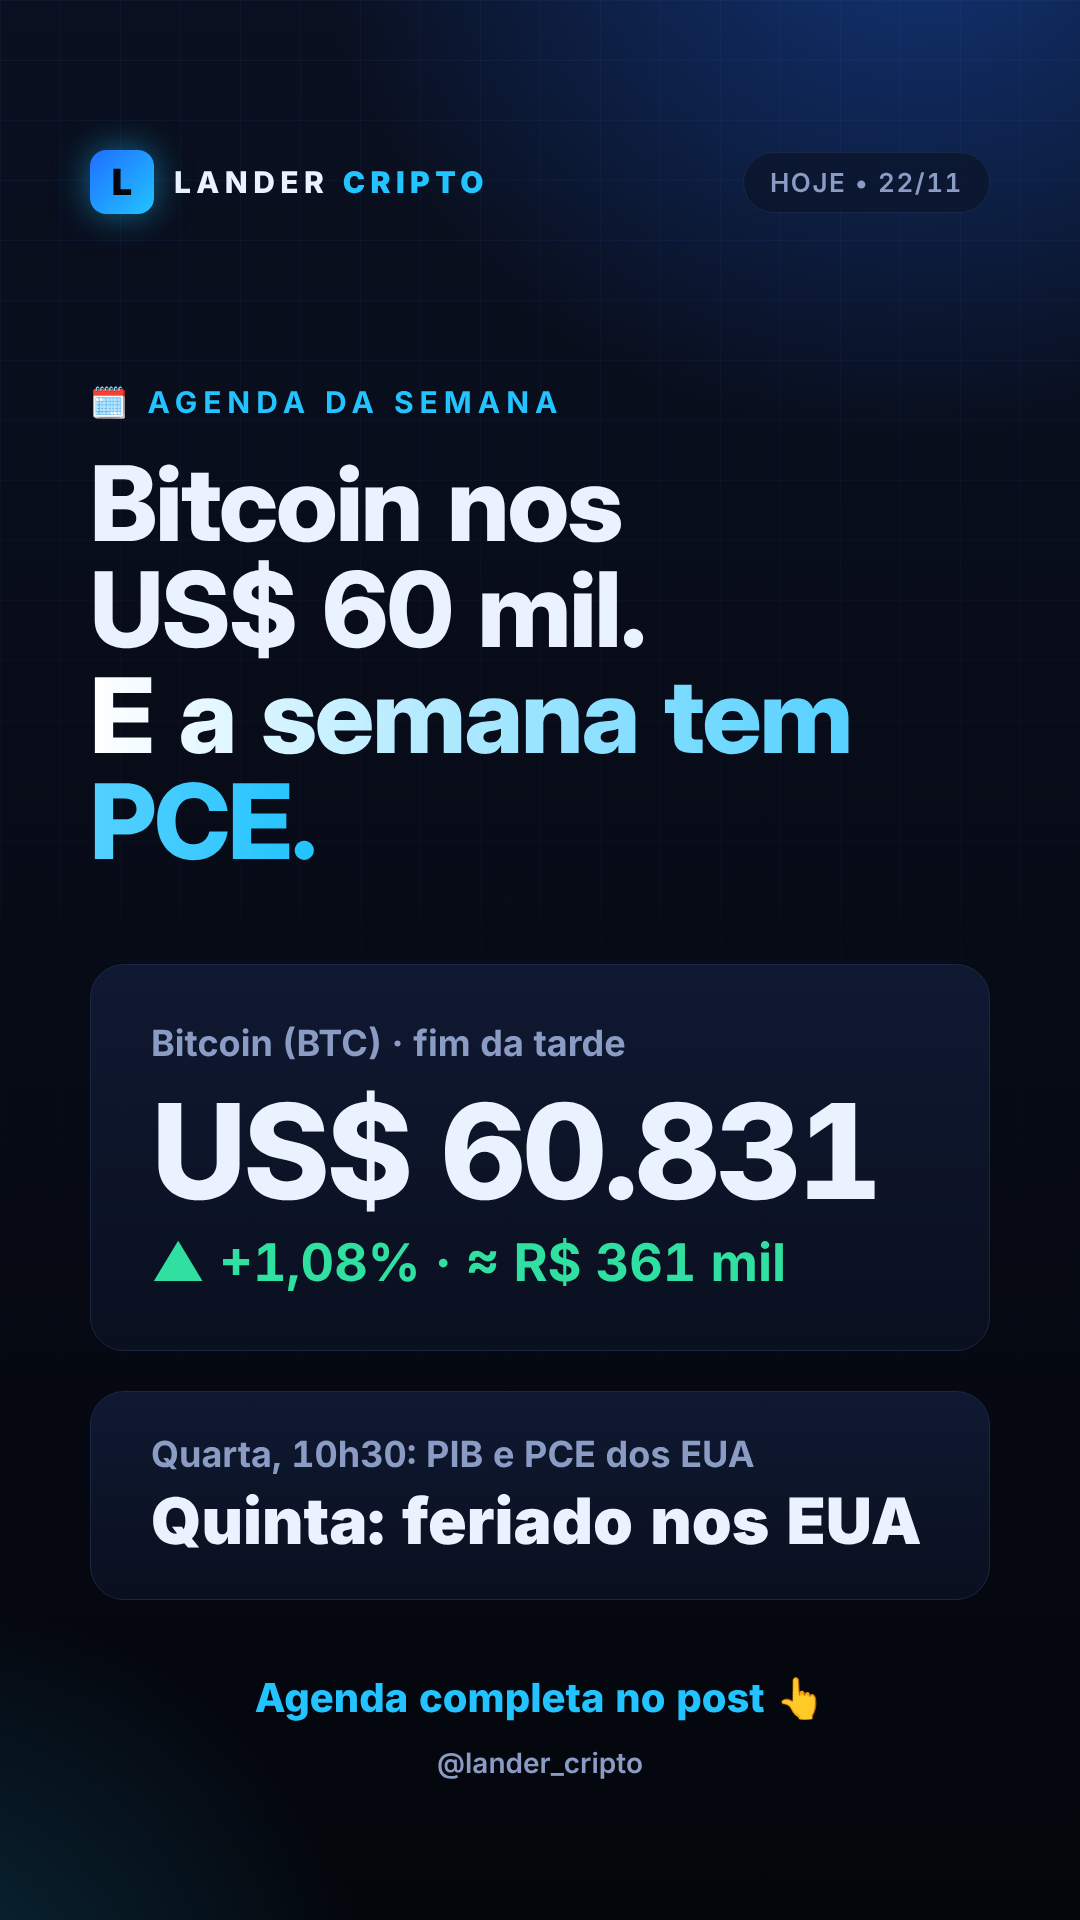 L LANDER CRIPTO
HOJE • 22/11
🗓️ AGENDA DA SEMANA
Bitcoin nos
US$ 60 mil.
E a semana tem
PCE.
Bitcoin (BTC) · fim da tarde
US$ 60.831
▲ +1,08% · ≈ R$ 361 mil
Quarta, 10h30: PIB e PCE dos EUA
Quinta: feriado nos EUA
Agenda completa no post 👆
@lander_cripto